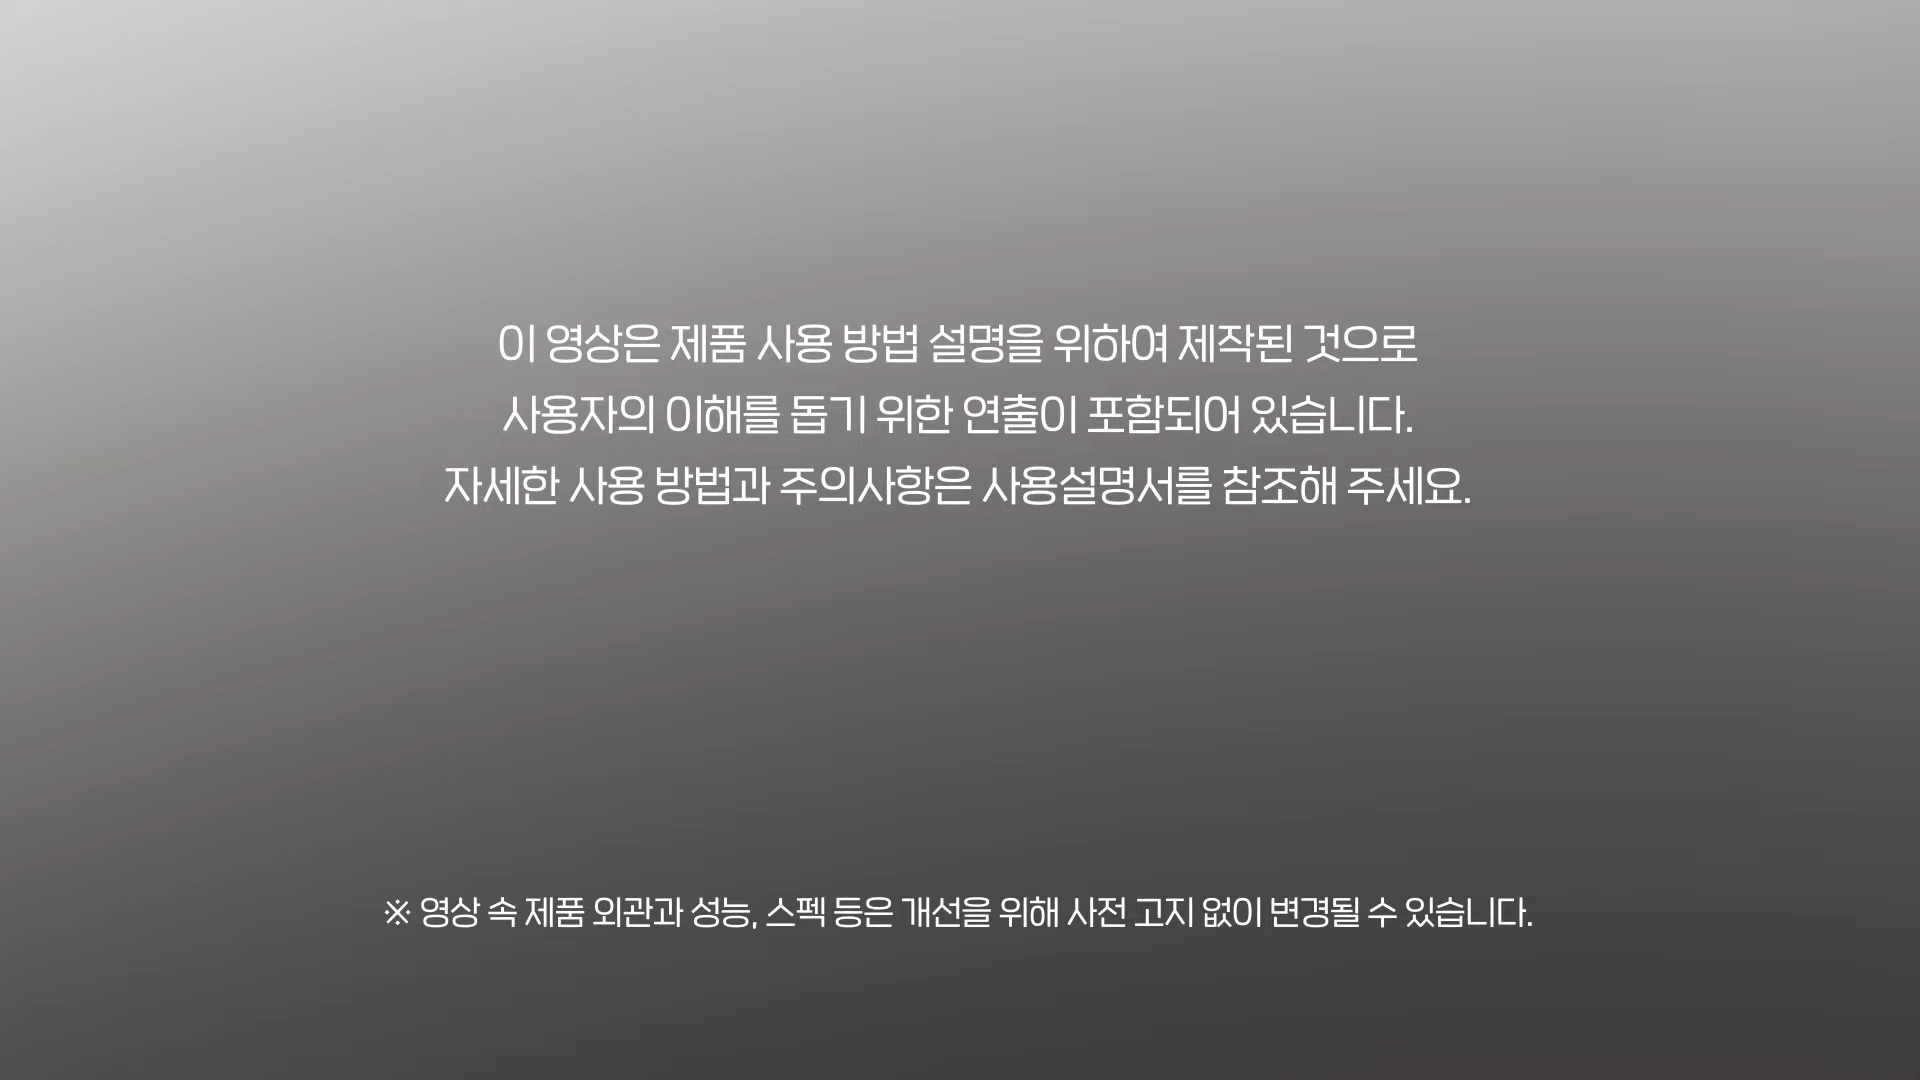 이 영상은 제품 사용 방법 설명을 위하여 제작된 것으로
사용자의 이해를 돕기 위한 연출이 포함되어 있습니다.
자세한 사용 방법과 주의사항은 사용설명서를 참조해 주세요.
※ 영상 속 제품 외관과 성능, 스펙 등은 개선을 위해 사전 고지 없이 변경될 수 있습니다.